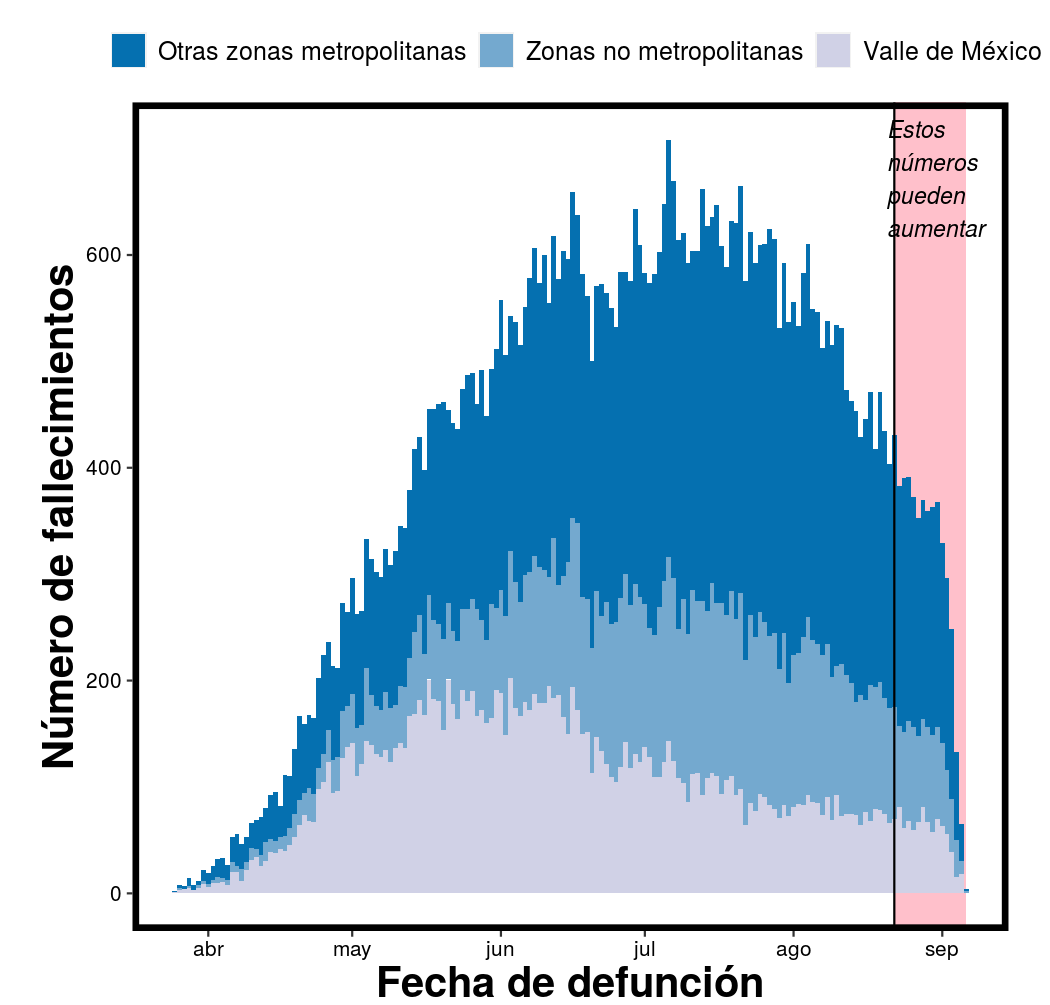 Otras zonas metropolitanas Zonas no metropolitanas Valle de México
Estos
números
pueden
aumentar
Número de fallecimientos
600
400
200
0
abr may jun jul ago sep
Fecha de defunción